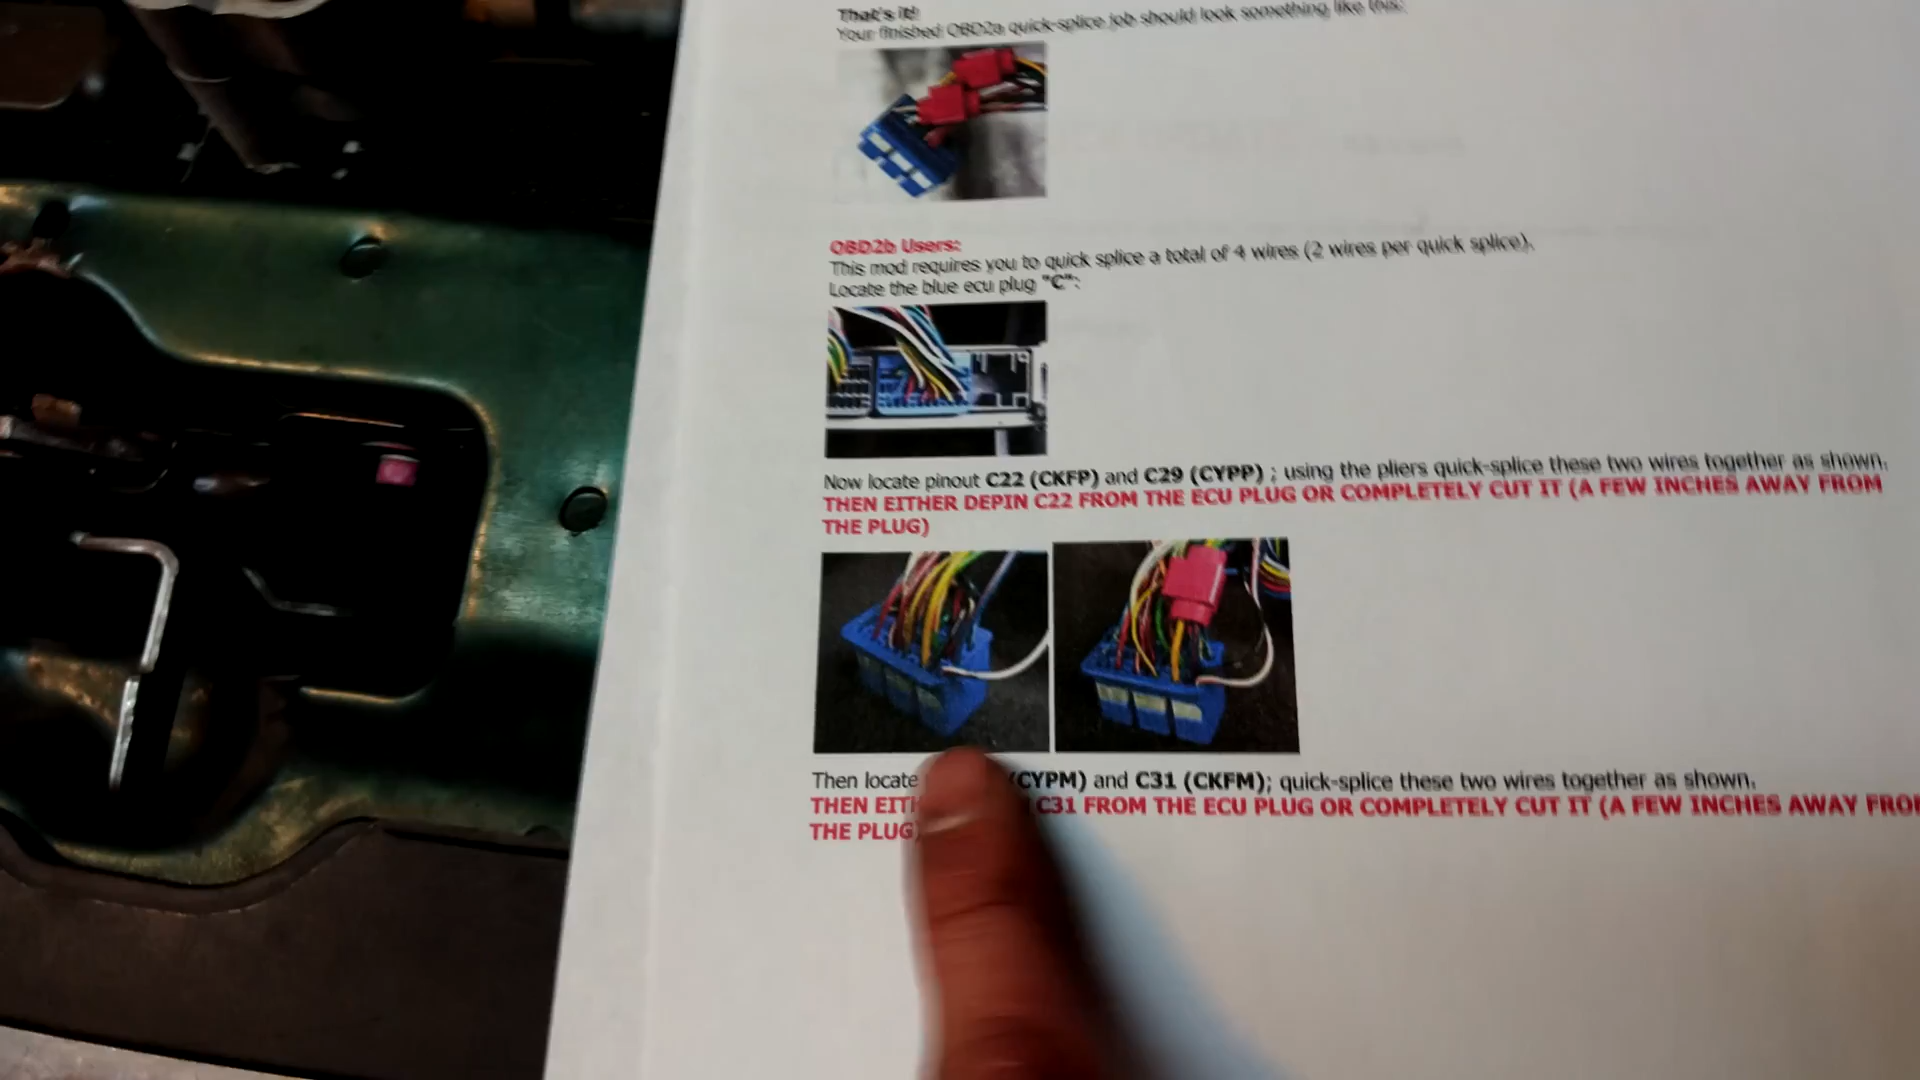 That's it!
Your finished OBD2a quick-splice job should look something like this:
OBD2b Users:
This mod requires you to quick splice a total of 4 wires (2 wires per quick splice).
Locate the blue ecu plug "C":
Now locate pinout C22 (CKFP) and C29 (CYPP) ; using the pliers quick-splice these two wires together as shown.
THEN EITHER DEPIN C22 FROM THE ECU PLUG OR COMPLETELY CUT IT (A FEW INCHES AWAY FROM
THE PLUG)
Then locate (CYPM) and C31 (CKFM); quick-splice these two wires together as shown.
THEN C31 FROM THE ECU PLUG OR COMPLETELY CUT IT (A FEW INCHES AWAY
THE PLUG)